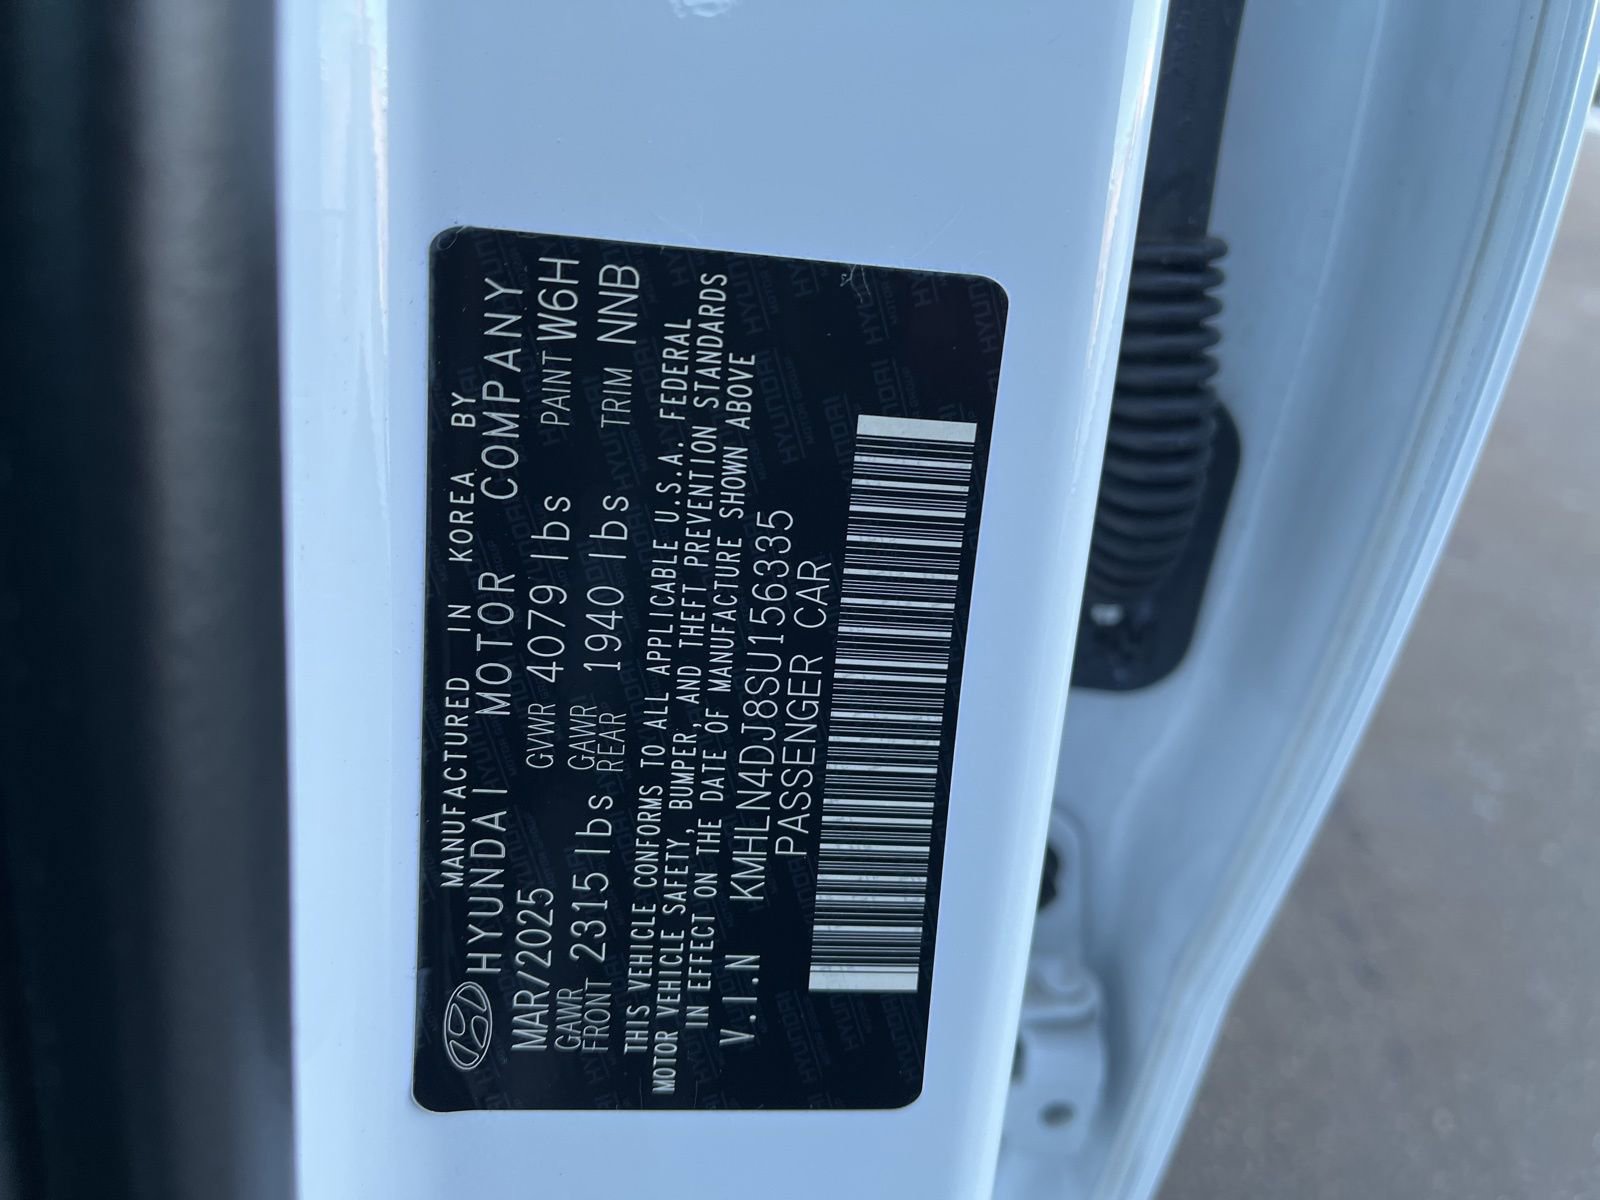 MANUFACTURED IN KOREA BY
HYUNDAI MOTOR COMPANY
MAR/2025 GVWR 4079 lbs PAINT W6H
GAWR FRONT 2315 lbs GAWR REAR 1940 lbs TRIM NNB
THIS VEHICLE CONFORMS TO ALL APPLICABLE U.S.A. FEDERAL
MOTOR VEHICLE SAFETY, BUMPER, AND THEFT PREVENTION STANDARDS
IN EFFECT ON THE DATE OF MANUFACTURE SHOWN ABOVE
V.I.N KMHLN4DJ8SU156335
PASSENGER CAR